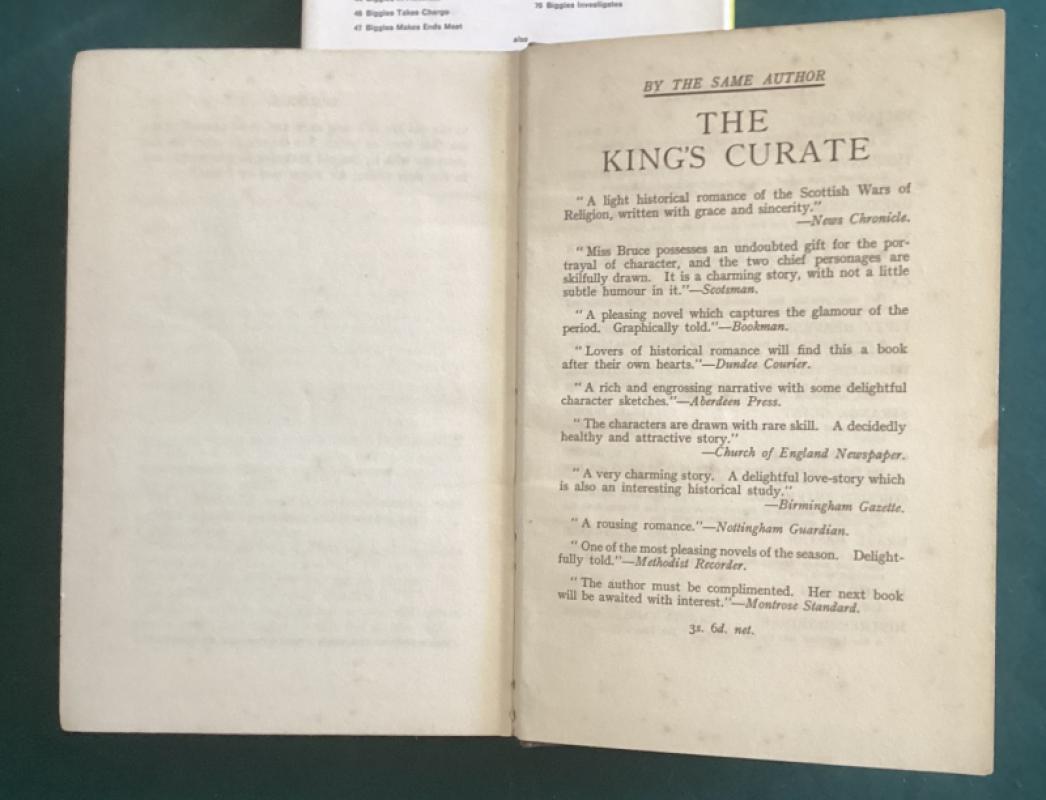 46 Biggles Takes Charge
47 Biggles Makes Ends Meet
70 Biggles Investigates
also
BY THE SAME AUTHOR
THE
KING'S CURATE
"A light historical romance of the Scottish Wars of
Religion, written with grace and sincerity."
—News Chronicle.
"Miss Bruce possesses an undoubted gift for the por-
trayal of character, and the two chief personages are
skilfully drawn. It is a charming story, with not a little
subtle humour in it."—Scotsman.
"A pleasing novel which captures the glamour of the
period. Graphically told."—Bookman.
"Lovers of historical romance will find this a book
after their own hearts."—Dundee Courier.
"A rich and engrossing narrative with some delightful
character sketches."—Aberdeen Press.
"The characters are drawn with rare skill. A decidedly
healthy and attractive story."
—Church of England Newspaper.
"A very charming story. A delightful love-story which
is also an interesting historical study."
—Birmingham Gazette.
"A rousing romance."—Nottingham Guardian.
"One of the most pleasing novels of the season. Delight-
fully told."—Methodist Recorder.
"The author must be complimented. Her next book
will be awaited with interest."—Montrose Standard.
3s. 6d. net.